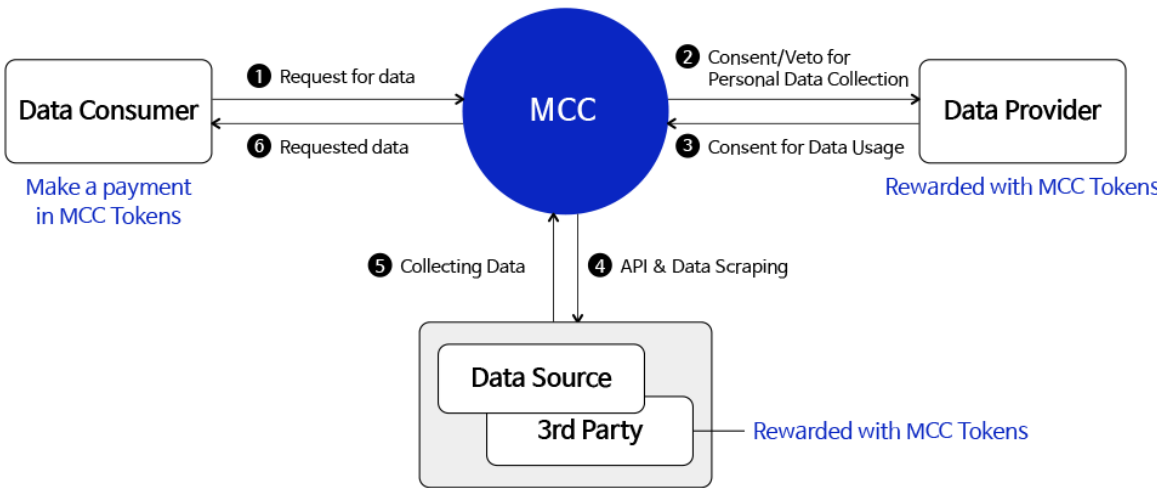 Data Consumer
Make a payment
in MCC Tokens
❶ Request for data
❻ Requested data
MCC
❷ Consent/Veto for
Personal Data Collection
❸ Consent for Data Usage
Data Provider
Rewarded with MCC Tokens
❺ Collecting Data
❹ API & Data Scraping
Data Source
3rd Party
Rewarded with MCC Tokens